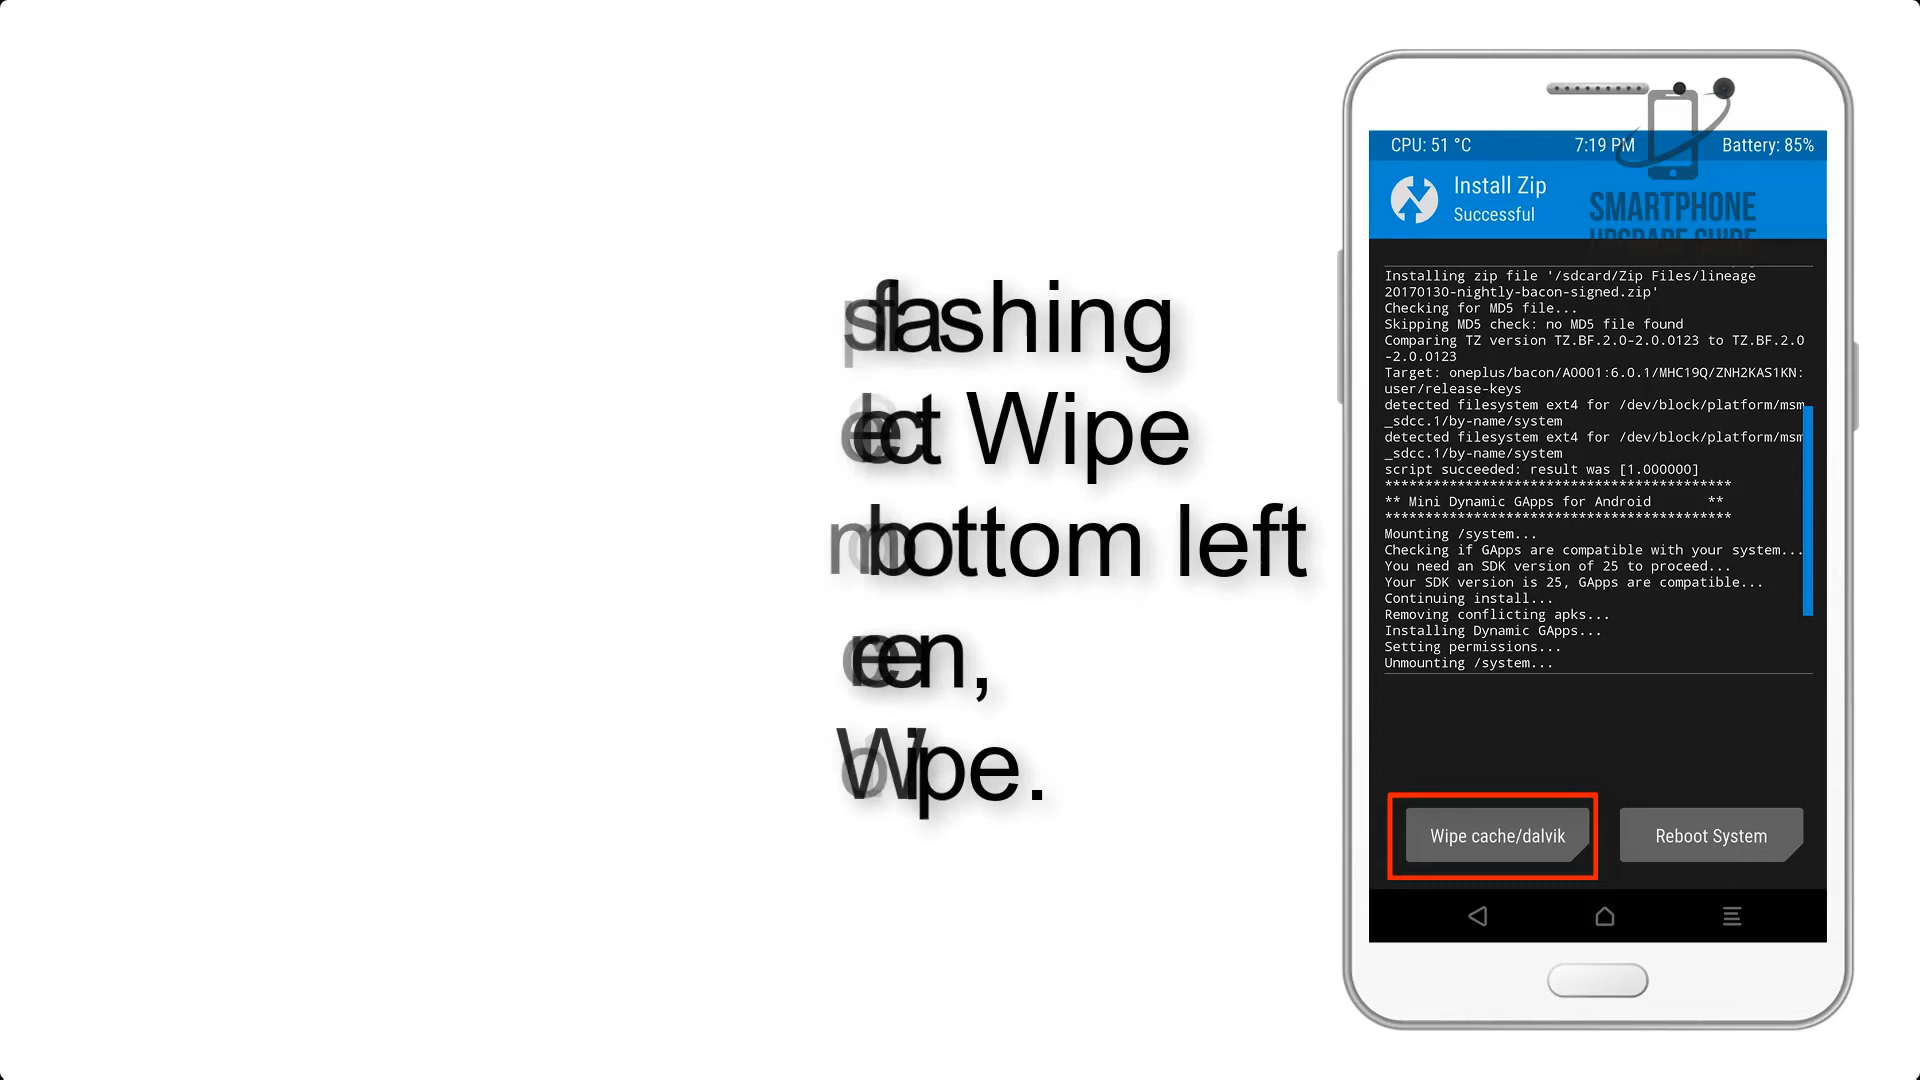 flashing
ect Wipe
bottom left
een,
Wipe.
CPU: 51 °C 7:19 PM Battery: 85%
Install Zip
Successful
SMARTPHONE
UPGRADE GUIDE
Installing zip file '/sdcard/Zip Files/lineage
20170130-nightly-bacon-signed.zip'
Checking for MD5 file...
Skipping MD5 check: no MD5 file found
Comparing TZ version TZ.BF.2.0-2.0.0123 to TZ.BF.2.0
-2.0.0123
Target: oneplus/bacon/A0001:6.0.1/MHC19Q/ZNH2KAS1KN:
user/release-keys
detected filesystem ext4 for /dev/block/platform/msm
_sdcc.1/by-name/system
detected filesystem ext4 for /dev/block/platform/msm
_sdcc.1/by-name/system
script succeeded: result was [1.000000]
*******************************************
** Mini Dynamic GApps for Android **
*******************************************
Mounting /system...
Checking if GApps are compatible with your system...
You need an SDK version of 25 to proceed...
Your SDK version is 25, GApps are compatible...
Continuing install...
Removing conflicting apks...
Installing Dynamic GApps...
Setting permissions...
Unmounting /system...
Wipe cache/dalvik Reboot System